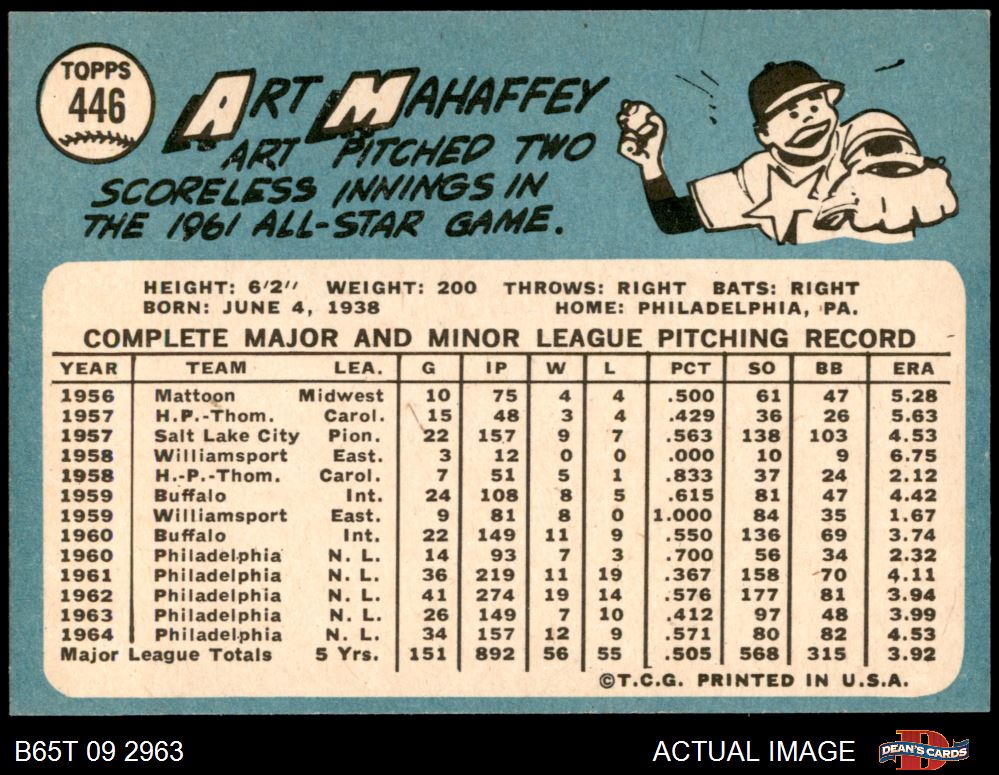 TOPPS
446
ART MAHAFFEY
ART PITCHED TWO
SCORELESS INNINGS IN
THE 1961 ALL-STAR GAME.
HEIGHT: 6'2" WEIGHT: 200 THROWS: RIGHT BATS: RIGHT
BORN: JUNE 4, 1938 HOME: PHILADELPHIA, PA.
COMPLETE MAJOR AND MINOR LEAGUE PITCHING RECORD
YEAR TEAM LEA. G IP W L PCT SO BB ERA
1956 Mattoon Midwest 10 75 4 4 .500 61 47 5.28
1957 H.P.-Thom. Carol. 15 48 3 4 .429 36 26 5.63
1957 Salt Lake City Pion. 22 157 9 7 .563 138 103 4.53
1958 Williamsport East. 3 12 0 0 .000 10 9 6.75
1958 H.-P.-Thom. Carol. 7 51 5 1 .833 37 24 2.12
1959 Buffalo Int. 24 108 8 5 .615 81 47 4.42
1959 Williamsport East. 9 81 8 0 1.000 84 35 1.67
1960 Buffalo Int. 22 149 11 9 .550 136 69 3.74
1960 Philadelphia N. L. 14 93 7 3 .700 56 34 2.32
1961 Philadelphia N. L. 36 219 11 19 .367 158 70 4.11
1962 Philadelphia N. L. 41 274 19 14 .576 177 81 3.94
1963 Philadelphia N. L. 26 149 7 10 .412 97 48 3.99
1964 Philadelphia N. L. 34 157 12 9 .571 80 82 4.53
Major League Totals 5 Yrs. 151 892 56 55 .505 568 315 3.92
©T.C.G. PRINTED IN U.S.A.
B65T 09 2963 ACTUAL IMAGE DEAN'S CARDS